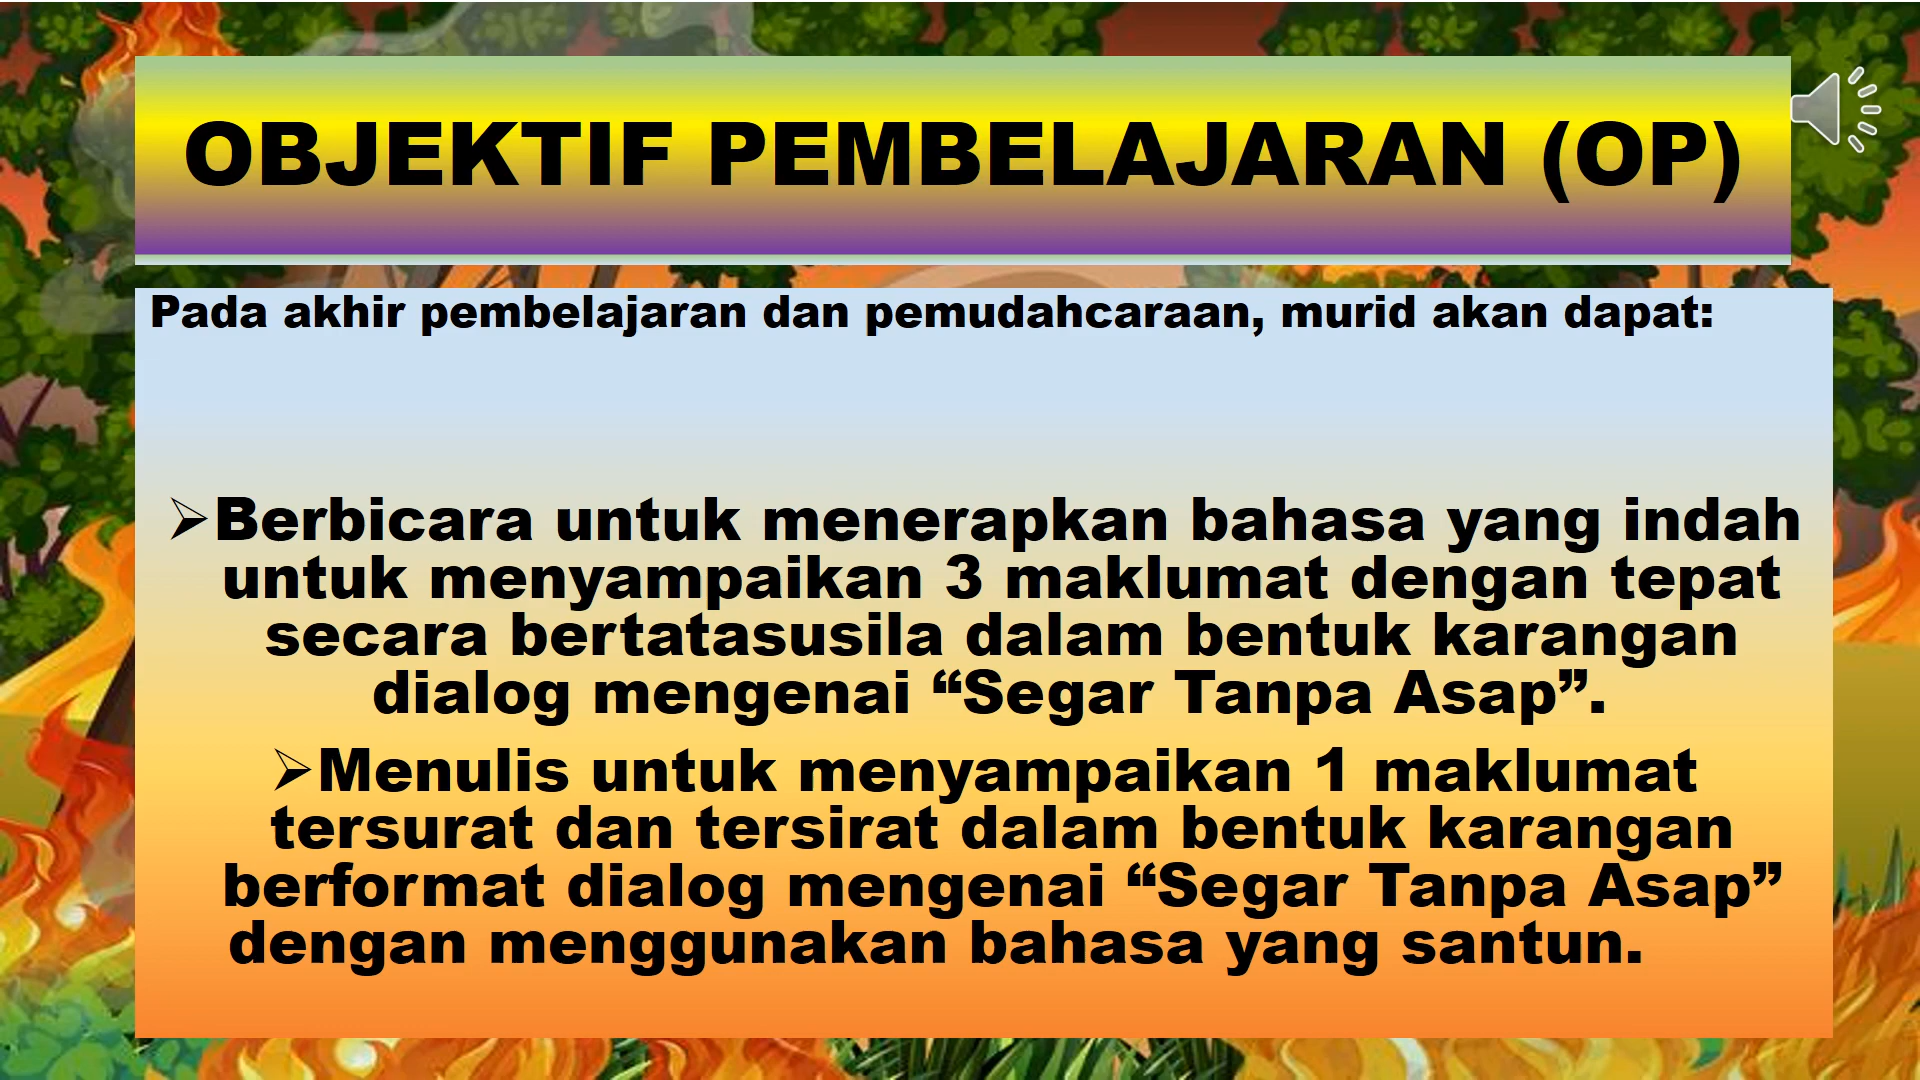 OBJEKTIF PEMBELAJARAN (OP)
Pada akhir pembelajaran dan pemudahcaraan, murid akan dapat:
➢Berbicara untuk menerapkan bahasa yang indah
untuk menyampaikan 3 maklumat dengan tepat
secara bertatasusila dalam bentuk karangan
dialog mengenai “Segar Tanpa Asap”.
➢Menulis untuk menyampaikan 1 maklumat
tersurat dan tersirat dalam bentuk karangan
berformat dialog mengenai “Segar Tanpa Asap”
dengan menggunakan bahasa yang santun.